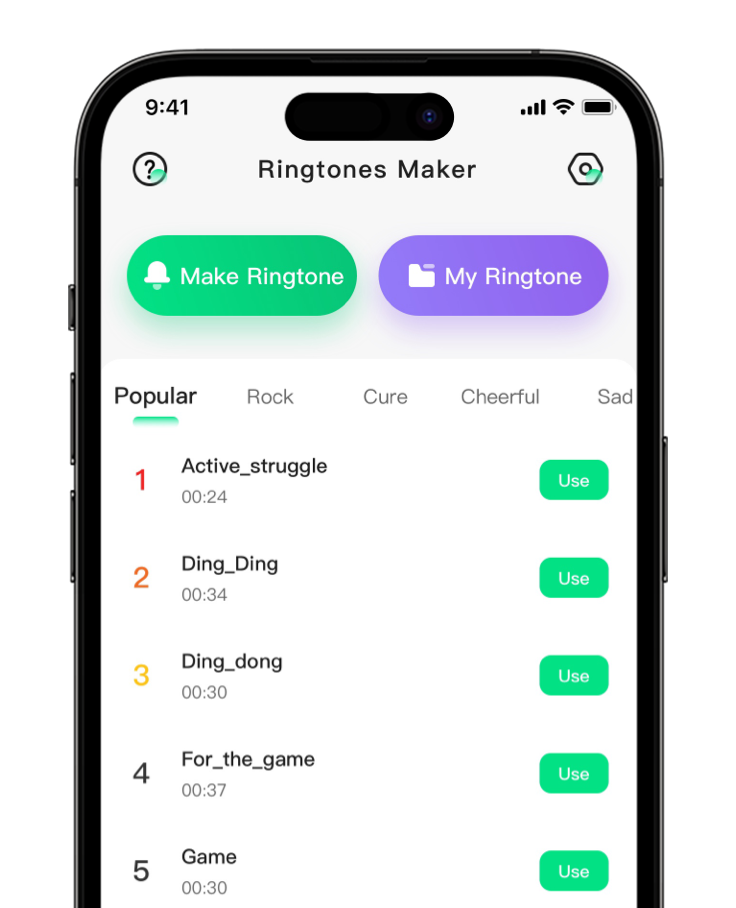 9:41
Ringtones Maker
Make Ringtone
My Ringtone
Popular Rock Cure Cheerful Sad
1 Active_struggle Use
00:24
2 Ding_Ding Use
00:34
3 Ding_dong Use
00:30
4 For_the_game Use
00:37
5 Game Use
00:30